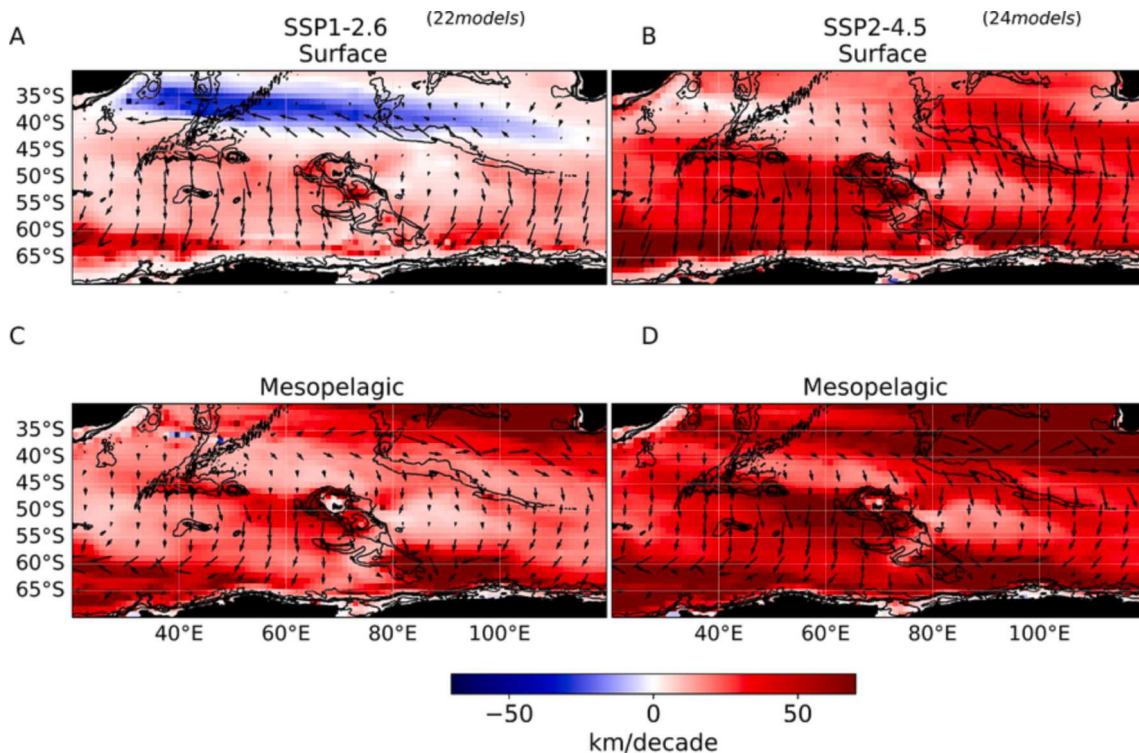 A
SSP1-2.6
(22models)
Surface
B
SSP2-4.5
(24models)
Surface
35°S
40°S
45°S
50°S
55°S
60°S
65°S
C
D
Mesopelagic
Mesopelagic
35°S
40°S
45°S
50°S
55°S
60°S
65°S
40°E
60°E
80°E
100°E
40°E
60°E
80°E
100°E
−50
0
50
km/decade